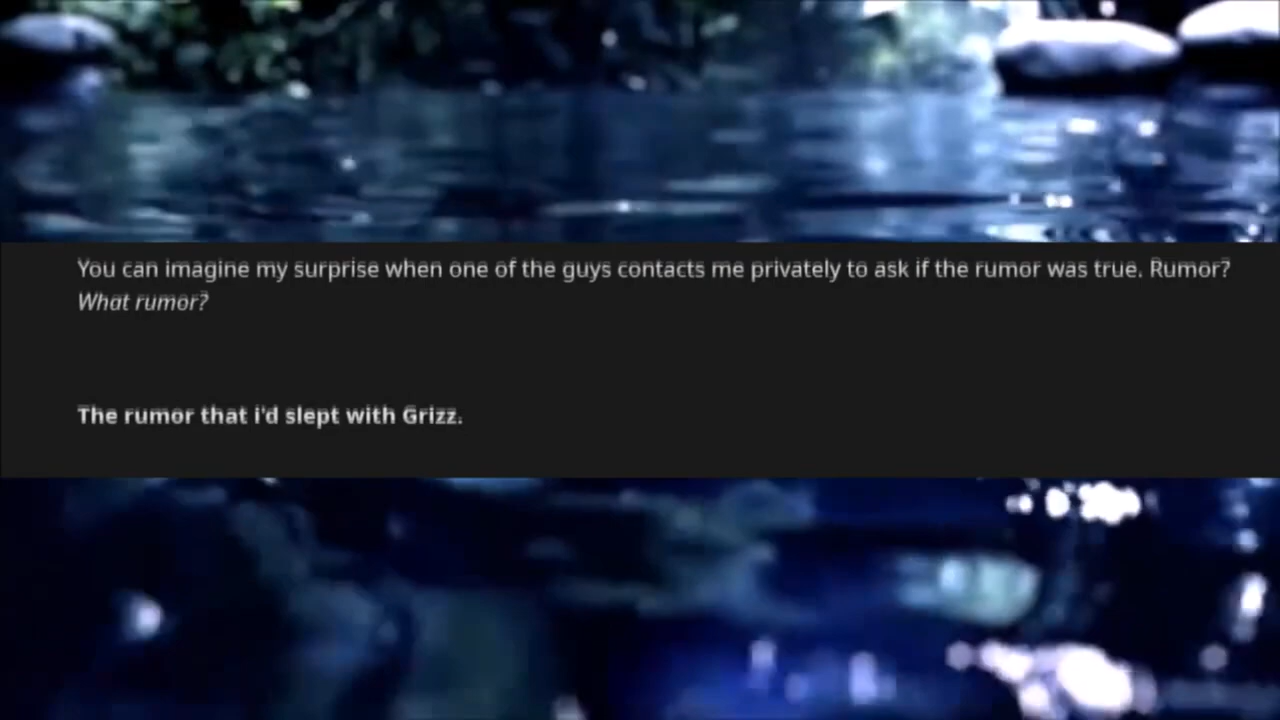 You can imagine my surprise when one of the guys contacts me privately to ask if the rumor was true. Rumor?
What rumor?
The rumor that i'd slept with Grizz.